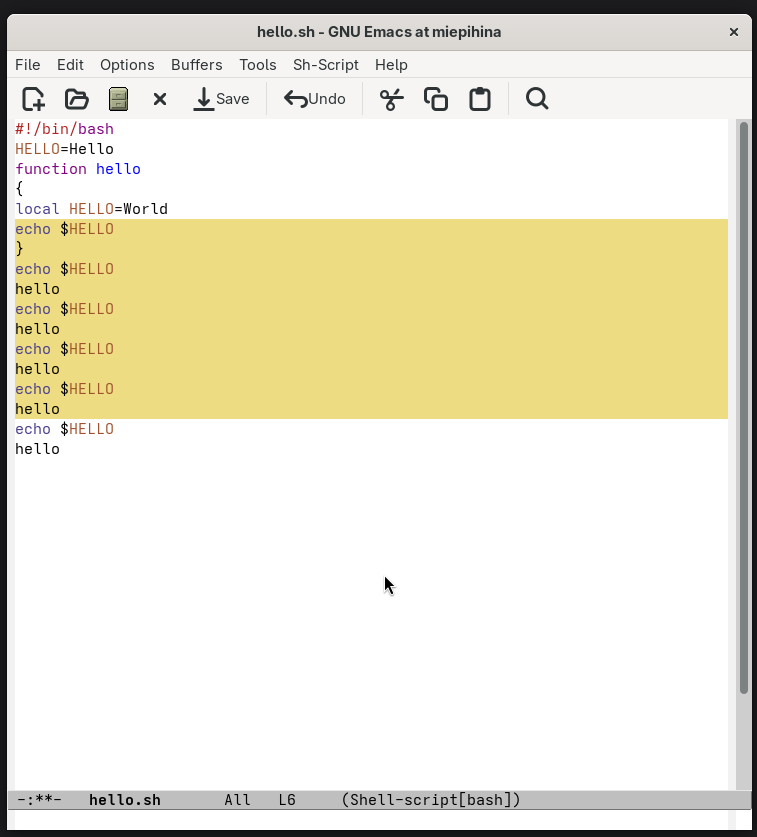 hello.sh - GNU Emacs at miepihina
File Edit Options Buffers Tools Sh-Script Help
Save Undo
#!/bin/bash
HELLO=Hello
function hello
{
local HELLO=World
echo $HELLO
}
echo $HELLO
hello
echo $HELLO
hello
echo $HELLO
hello
echo $HELLO
hello
echo $HELLO
hello
-:**- hello.sh All L6 (Shell-script[bash])